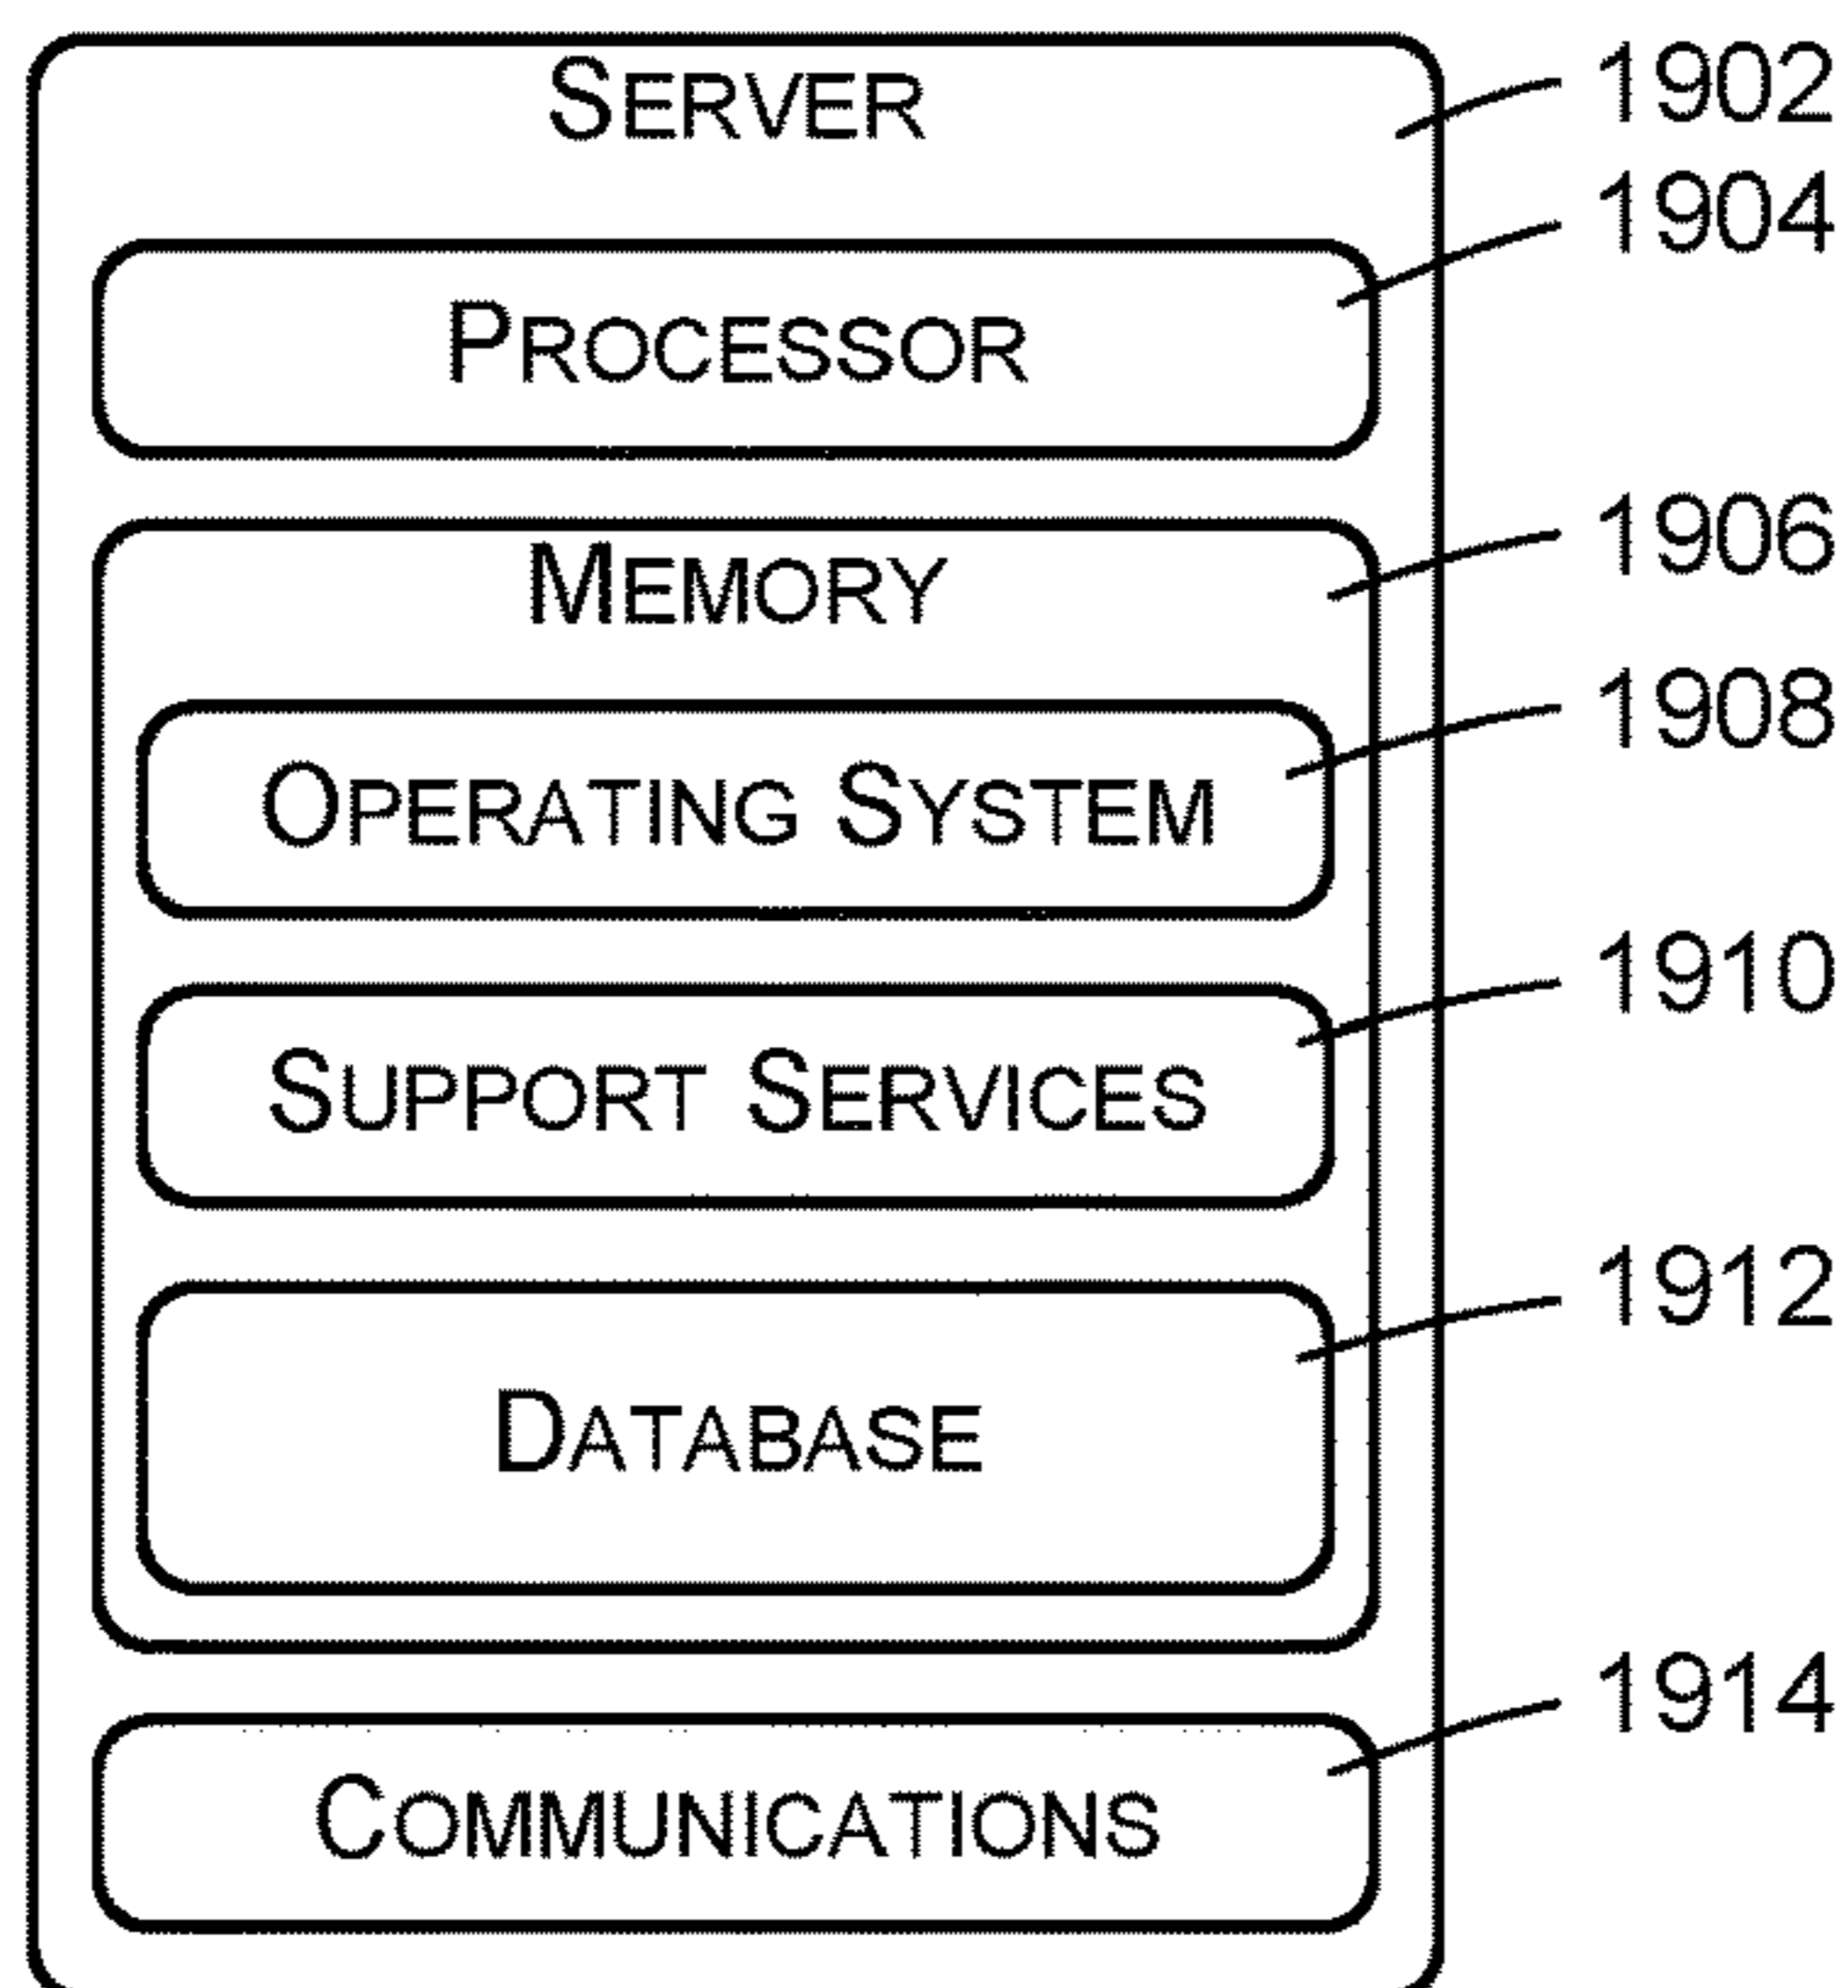 SERVER
1902
1904
PROCESSOR
1906
MEMORY
1908
OPERATING SYSTEM
1910
SUPPORT SERVICES
1912
DATABASE
1914
COMMUNICATIONS